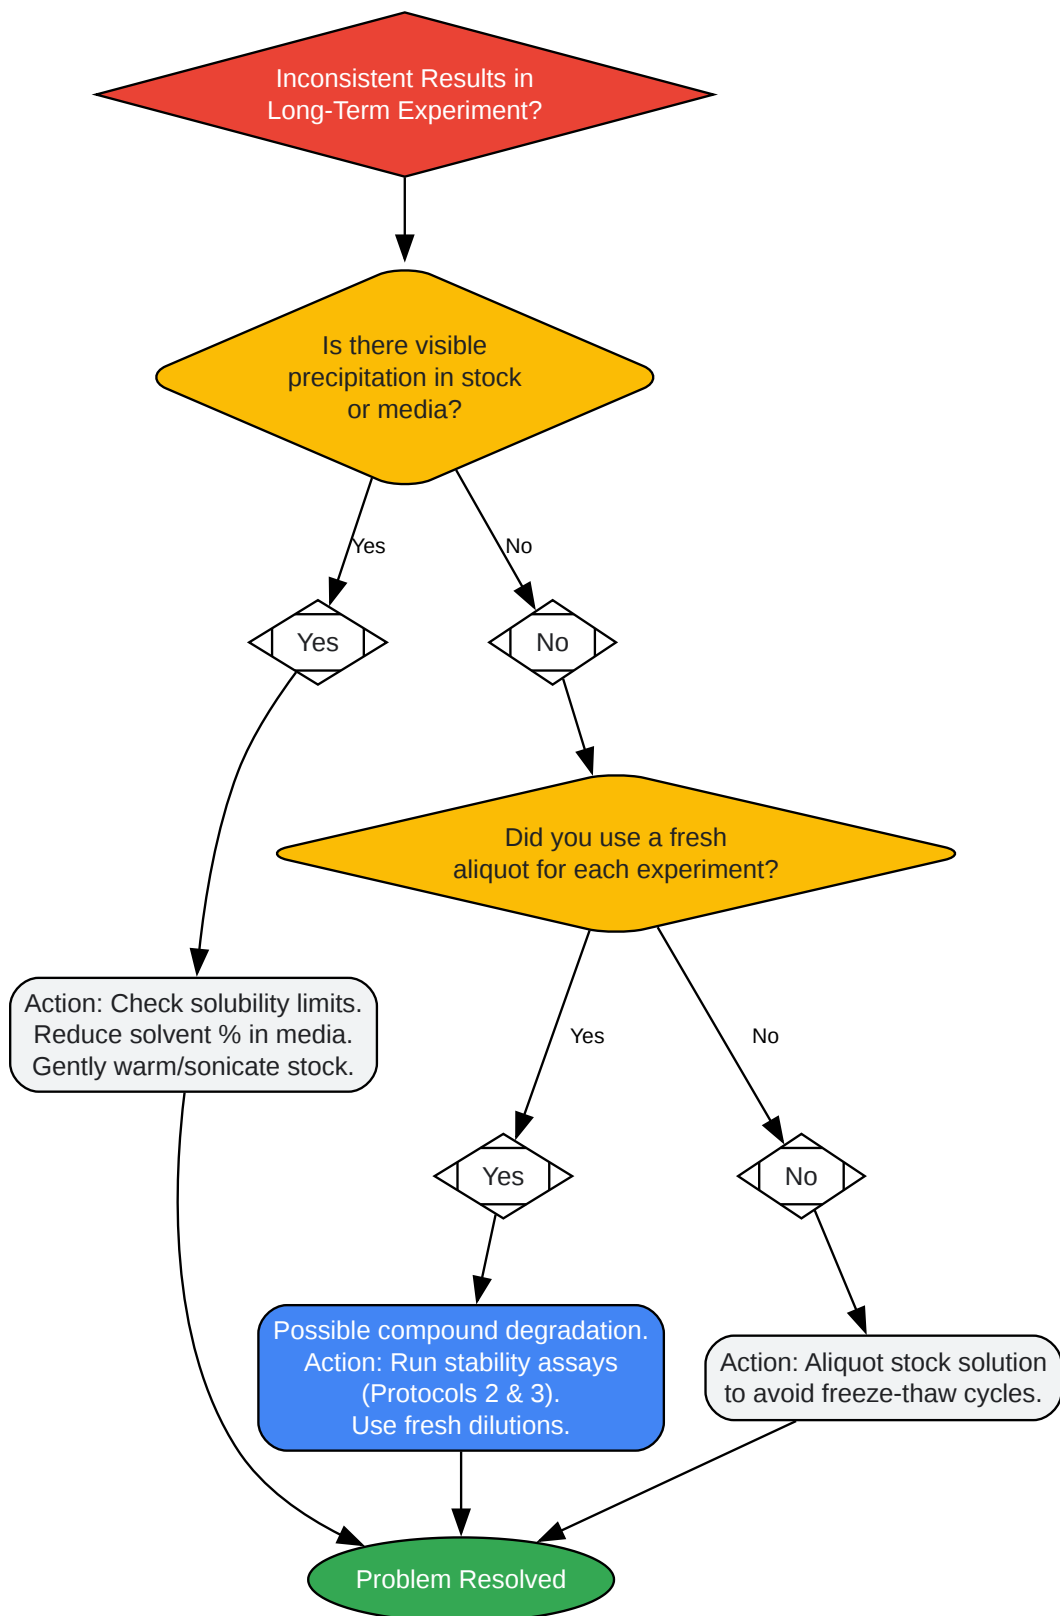 Inconsistent Results in
Long-Term Experiment?
Is there visible
precipitation in stock
or media?
Yes
No
Yes
No
Did you use a fresh
aliquot for each experiment?
Action: Check solubility limits.
Reduce solvent % in media.
Gently warm/sonicate stock.
Yes
No
Yes
No
Possible compound degradation.
Action: Run stability assays
(Protocols 2 & 3).
Use fresh dilutions.
Action: Aliquot stock solution
to avoid freeze-thaw cycles.
Problem Resolved